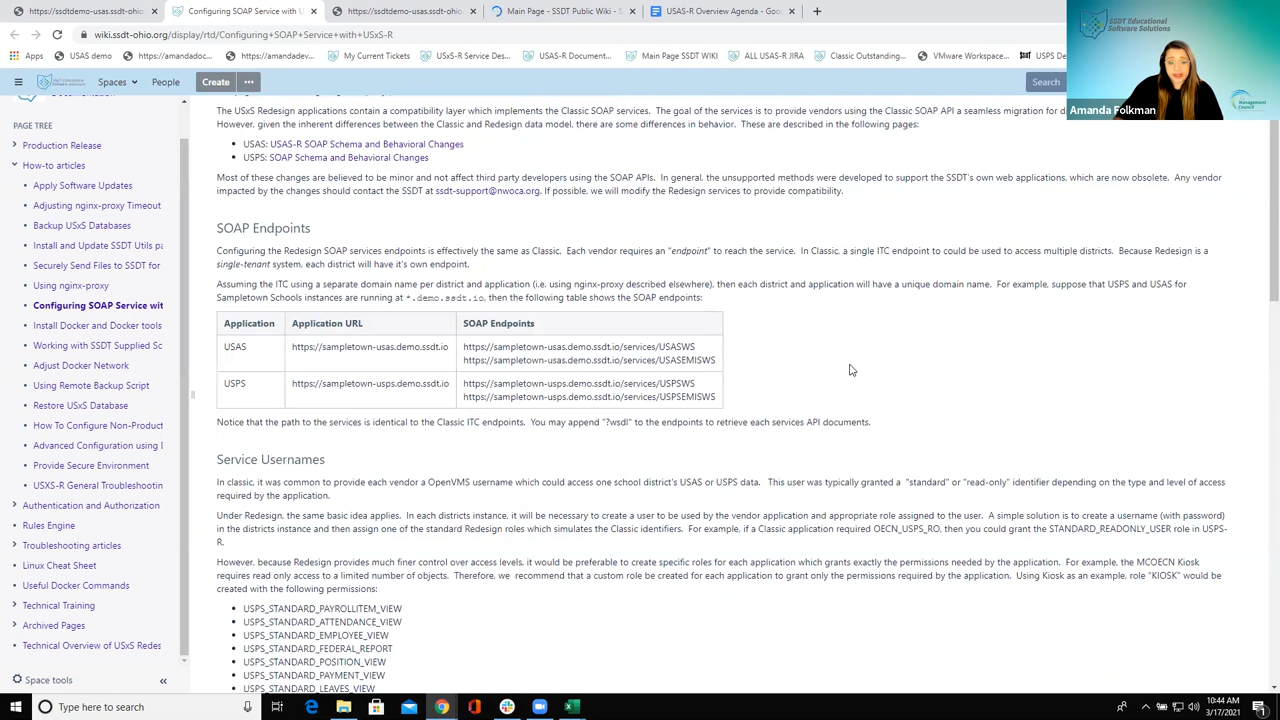 https://ssdtdemo-usas.ssdt-ohio
Configuring SOAP Service with U
https://ssdtdemo-usas.ssdt-ohio
Main Page - SSDT Public Wiki - S
USAS-R Overview Agenda - Goog
wiki.ssdt-ohio.org/display/rtd/Configuring+SOAP+Service+with+USxS-R
Apps
USAS demo
https://amandadoc...
https://amandadev...
My Current Tickets
USxS-R Service Des...
USAS-R Documen...
Main Page SSDT WIKI
ALL USAS-R JIRA
Classic Outstanding...
VMware Workspace...
USPS De
SSDT Educational
Software Solutions
Management
Council
Amanda Folkman
Spaces
People
Create
Search
PAGE TREE
Production Release
How-to articles
Apply Software Updates
Adjusting nginx-proxy Timeout
Backup USxS Databases
Install and Update SSDT Utils pa
Securely Send Files to SSDT for
Using nginx-proxy
Configuring SOAP Service wit
Install Docker and Docker tools
Working with SSDT Supplied Sc
Adjust Docker Network
Using Remote Backup Script
Restore USxS Database
How To Configure Non-Product
Advanced Configuration using D
Provide Secure Environment
USXS-R General Troubleshootin
Authentication and Authorization
Rules Engine
Troubleshooting articles
Linux Cheat Sheet
Useful Docker Commands
Technical Training
Archived Pages
Technical Overview of USxS Redes
Space tools
The USxS Redesign applications contain a compatibility layer which implements the Classic SOAP services. The goal of the services is to provide vendors using the Classic SOAP API a seamless migration for d
However, given the inherent differences between the Classic and Redesign data model, there are some differences in behavior. These are described in the following pages:
• USAS: USAS-R SOAP Schema and Behavioral Changes
• USPS: SOAP Schema and Behavioral Changes
Most of these changes are believed to be minor and not affect third party developers using the SOAP APIs. In general, the unsupported methods were developed to support the SSDT's own web applications, which are now obsolete. Any vendor
impacted by the changes should contact the SSDT at ssdt-support@nwoca.org. If possible, we will modify the Redesign services to provide compatibility.
SOAP Endpoints
Configuring the Redesign SOAP services endpoints is effectively the same as Classic. Each vendor requires an "endpoint" to reach the service. In Classic, a single ITC endpoint to could be used to access multiple districts. Because Redesign is a
single-tenant system, each district will have it's own endpoint.
Assuming the ITC using a separate domain name per district and application (i.e. using nginx-proxy described elsewhere), then each district and application will have a unique domain name. For example, suppose that USPS and USAS for
Sampletown Schools instances are running at *.demo.ssdt.io, then the following table shows the SOAP endpoints:
Application
Application URL
SOAP Endpoints
USAS
https://sampletown-usas.demo.ssdt.io
https://sampletown-usas.demo.ssdt.io/services/USASWS
https://sampletown-usas.demo.ssdt.io/services/USASEMISWS
USPS
https://sampletown-usps.demo.ssdt.io
https://sampletown-usps.demo.ssdt.io/services/USPSWS
https://sampletown-usps.demo.ssdt.io/services/USPSEMISWS
Notice that the path to the services is identical to the Classic ITC endpoints. You may append "?wsdl" to the endpoints to retrieve each services API documents.
Service Usernames
In classic, it was common to provide each vendor a OpenVMS username which could access one school district's USAS or USPS data. This user was typically granted a "standard" or "read-only" identifier depending on the type and level of access
required by the application.
Under Redesign, the same basic idea applies. In each districts instance, it will be necessary to create a user to be used by the vendor application and appropriate role assigned to the user. A simple solution is to create a username (with password)
in the districts instance and then assign one of the standard Redesign roles which simulates the Classic identifiers. For example, if a Classic application required OECN_USPS_RO, then you could grant the STANDARD_READONLY_USER role in USPS-
R.
However, because Redesign provides much finer control over access levels, it would be preferable to create specific roles for each application which grants exactly the permissions needed by the application. For example, the MCOECN Kiosk
requires read only access to a limited number of objects. Therefore, we recommend that a custom role be created for each application to grant only the permissions required by the application. Using Kiosk as an example, role "KIOSK" would be
created with the following permissions:
• USPS_STANDARD_PAYROLLITEM_VIEW
• USPS_STANDARD_ATTENDANCE_VIEW
• USPS_STANDARD_EMPLOYEE_VIEW
• USPS_STANDARD_FEDERAL_REPORT
• USPS_STANDARD_POSITION_VIEW
• USPS_STANDARD_PAYMENT_VIEW
• USPS_STANDARD_LEAVES_VIEW
Type here to search
10:44 AM
3/17/2021